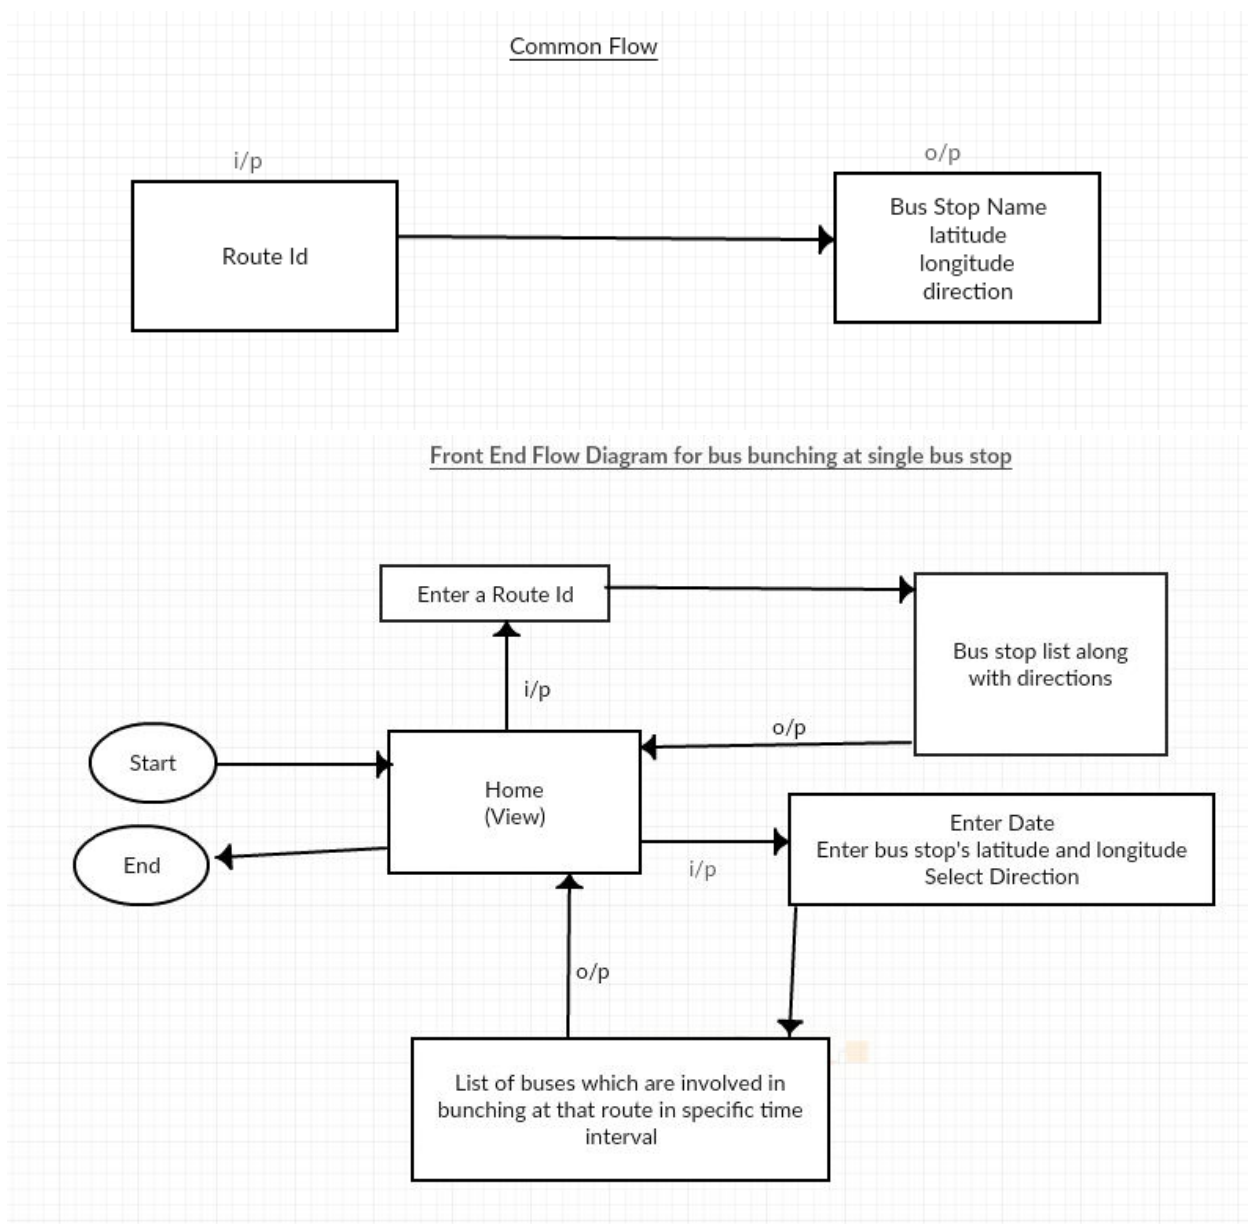 Common Flow
i/p
o/p
Route Id
Bus Stop Name
latitude
longitude
direction
Front End Flow Diagram for bus bunching at single bus stop
Enter a Route Id
Bus stop list along
with directions
i/p
o/p
Start
Home
(View)
End
Enter Date
Enter bus stop's latitude and longitude
Select Direction
i/p
o/p
List of buses which are involved in
bunching at that route in specific time
interval